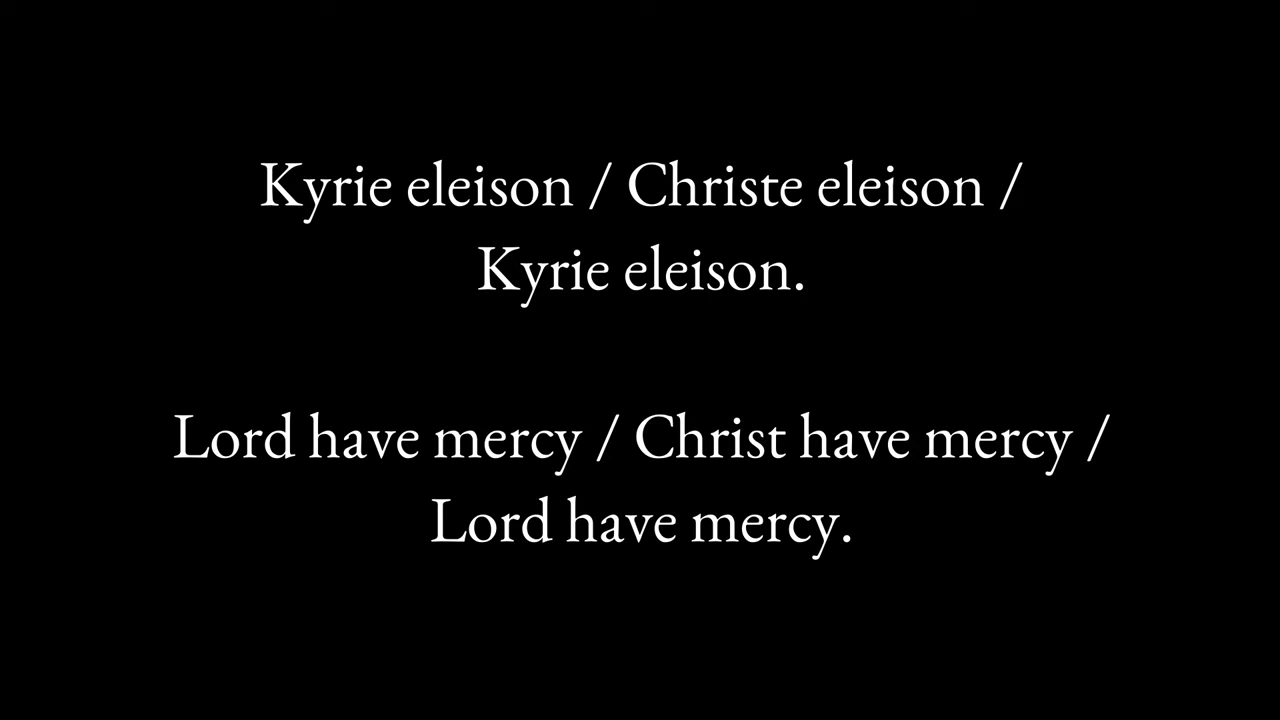 Kyrie eleison / Christe eleison /
Kyrie eleison.
Lord have mercy / Christ have mercy /
Lord have mercy.